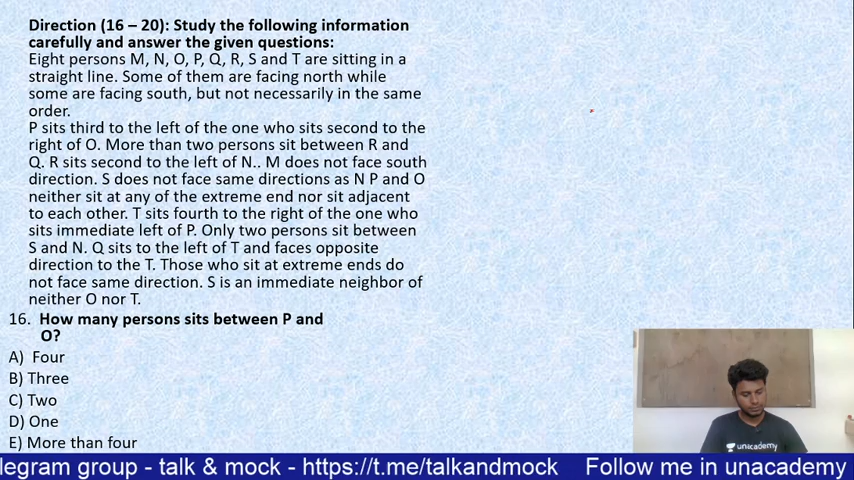 Direction (16 – 20): Study the following information
carefully and answer the given questions:
Eight persons M, N, O, P, Q, R, S and T are sitting in a
straight line. Some of them are facing north while
some are facing south, but not necessarily in the same
order.
P sits third to the left of the one who sits second to the
right of O. More than two persons sit between R and
Q. R sits second to the left of N.. M does not face south
direction. S does not face same directions as N P and O
neither sit at any of the extreme end nor sit adjacent
to each other. T sits fourth to the right of the one who
sits immediate left of P. Only two persons sit between
S and N. Q sits to the left of T and faces opposite
direction to the T. Those who sit at extreme ends do
not face same direction. S is an immediate neighbor of
neither O nor T.
16. How many persons sits between P and
O?
A) Four
B) Three
C) Two
D) One
E) More than four
unacademy
legram group - talk & mock - https://t.me/talkandmock Follow me in unacademy